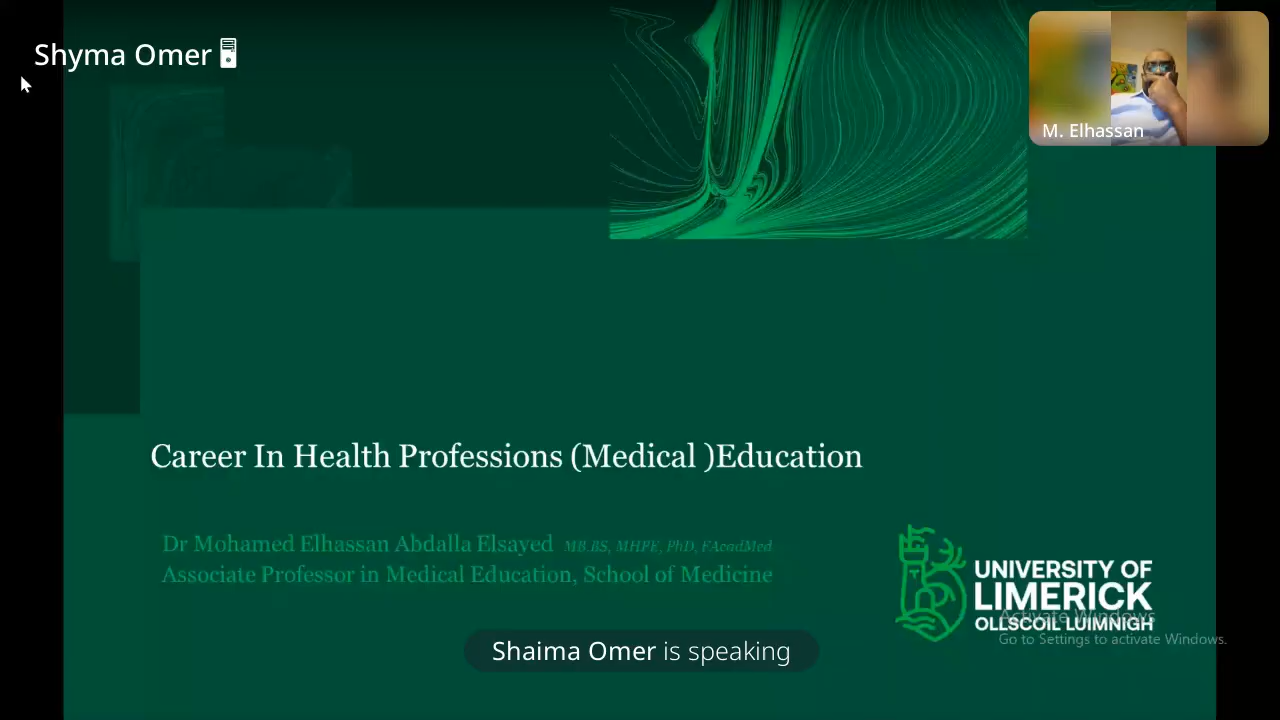 Shyma Omer
M. Elhassan
Career In Health Professions (Medical )Education
Dr Mohamed Elhassan Abdalla Elsayed MB.BS, MHPE, PhD, FAcadMed
Associate Professor in Medical Education, School of Medicine
UNIVERSITY OF
LIMERICK
OLLSCOIL LUIMNIGH
Activate Windows
Go to Settings to activate Windows.
Shaima Omer is speaking